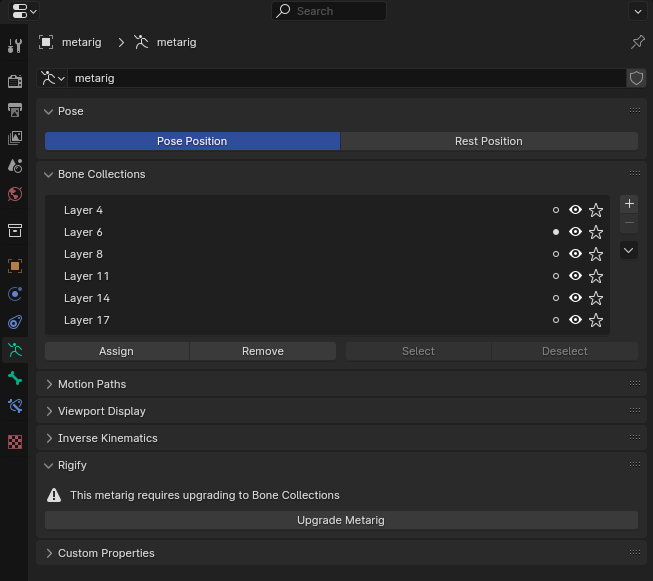 Search
metarig metarig
metarig
Pose
Pose Position Rest Position
Bone Collections
Layer 4
Layer 6
Layer 8
Layer 11
Layer 14
Layer 17
Assign Remove Select Deselect
Motion Paths
Viewport Display
Inverse Kinematics
Rigify
This metarig requires upgrading to Bone Collections
Upgrade Metarig
Custom Properties